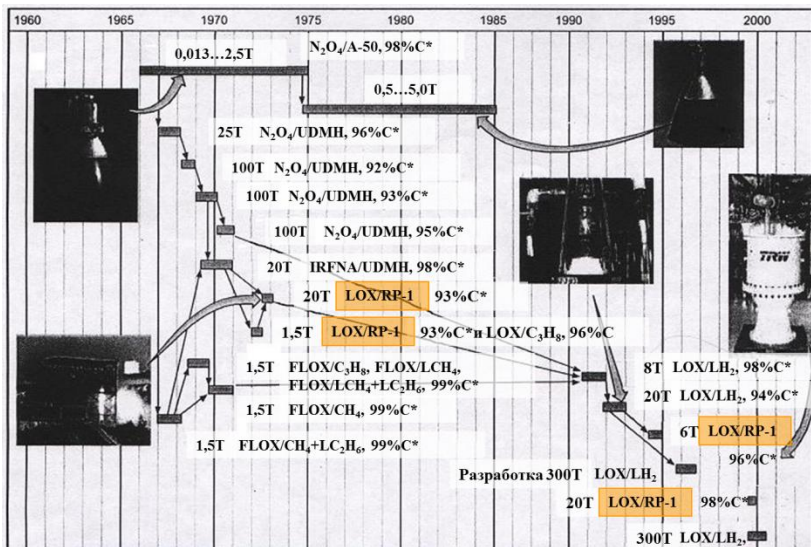 1960 1965 1970 1975 1980 1985 1990 1995 2000
0,013...2,5T N₂O₄/A-50, 98%C*
0,5...5,0T
25T N₂O₄/UDMH, 96%C*
100T N₂O₄/UDMH, 92%C*
100T N₂O₄/UDMH, 93%C*
100T N₂O₄/UDMH, 95%C*
20T IRFNA/UDMH, 98%C*
20T LOX/RP-1 93%C*
1,5T LOX/RP-1 93%C*и LOX/C₃H₈, 96%C
1,5T FLOX/C₃H₈, FLOX/LCH₄,
FLOX/LCH₄+LC₂H₆, 99%C*
1,5T FLOX/CH₄, 99%C*
1,5T FLOX/CH₄+LC₂H₆, 99%C*
TRW
8T LOX/LH₂, 98%C*
20T LOX/LH₂, 94%C*
6T LOX/RP-1
96%C*
Разработка 300T LOX/LH₂
20T LOX/RP-1 98%C*
300T LOX/LH₂,